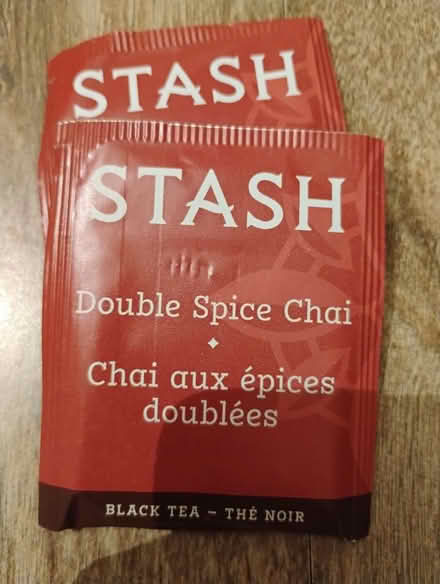 STASH
STASH
Double Spice Chai
Chai aux épices
doublées
BLACK TEA ~ THÉ NOIR